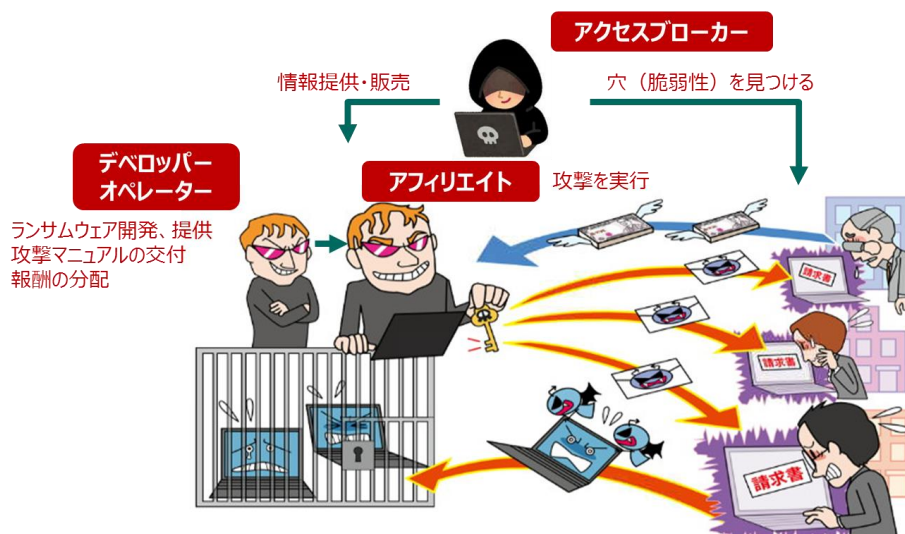 アクセスブローカー
情報提供・販売
穴（脆弱性）を見つける
デベロッパー
オペレーター
アフィリエイト
攻撃を実行
ランサムウェア開発、提供
攻撃マニュアルの交付
報酬の分配
請求書
請求書
請求書